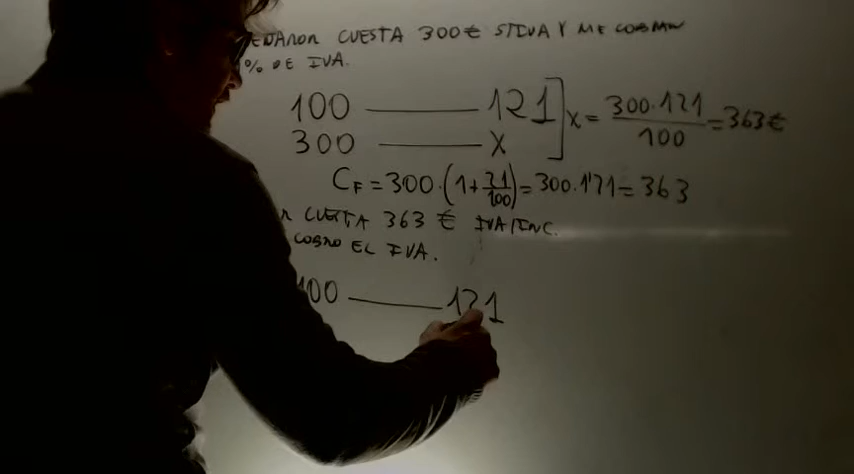 CUESTA 300€ S/IVA Y ME COBRAN
% DE IVA.
100 — 121
300 — X
X = 300·121 / 100 = 363€
CF = 300·(1+21/100) = 300·1'21 = 363
CUESTA 363 € IVA INC.
COBRO EL IVA.
100 — 121